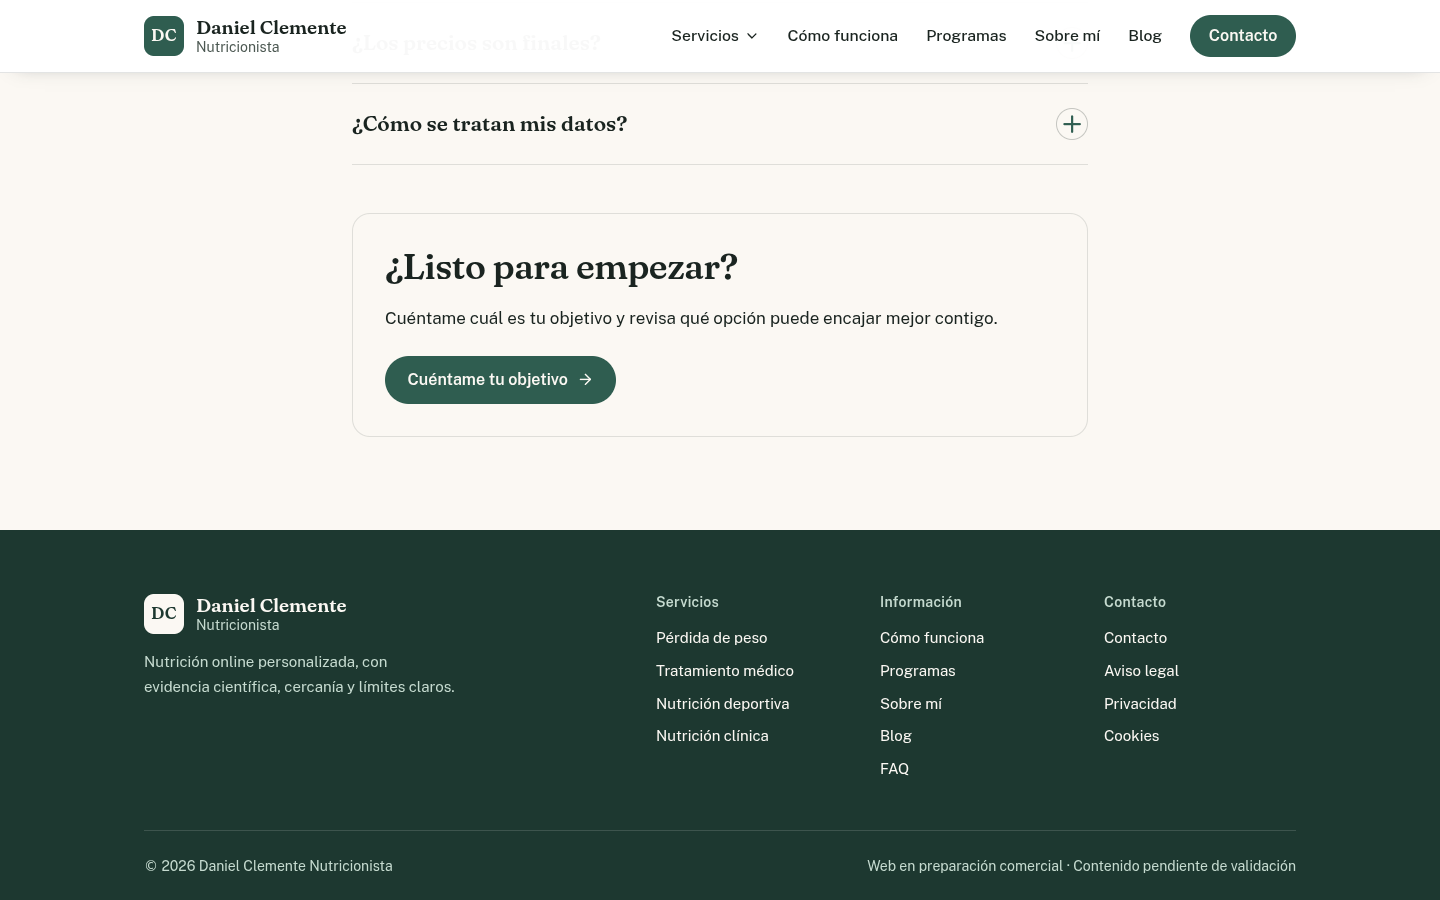 DC
Daniel Clemente
Nutricionista
Servicios
Cómo funciona
Programas
Sobre mí
Blog
Contacto
¿Los precios son finales?
¿Cómo se tratan mis datos?
¿Listo para empezar?
Cuéntame cuál es tu objetivo y revisa qué opción puede encajar mejor contigo.
Cuéntame tu objetivo
DC
Daniel Clemente
Nutricionista
Nutrición online personalizada, con
evidencia científica, cercanía y límites claros.
Servicios
Pérdida de peso
Tratamiento médico
Nutrición deportiva
Nutrición clínica
Información
Cómo funciona
Programas
Sobre mí
Blog
FAQ
Contacto
Contacto
Aviso legal
Privacidad
Cookies
© 2026 Daniel Clemente Nutricionista
Web en preparación comercial · Contenido pendiente de validación